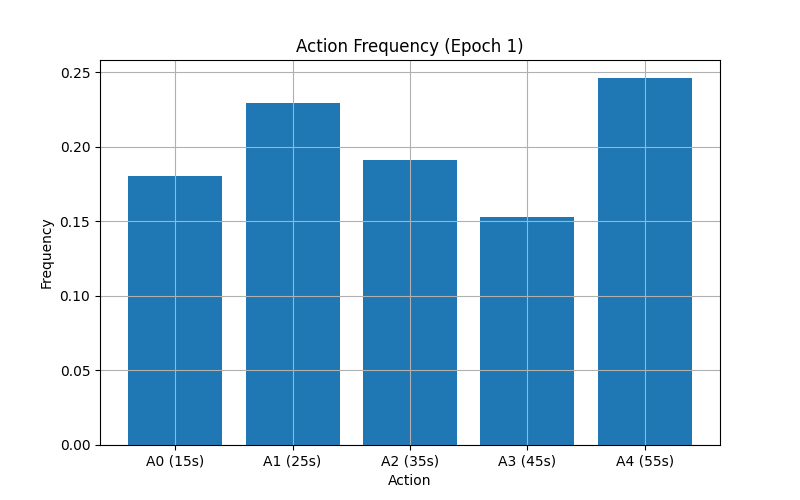 Action Frequency (Epoch 1)
Frequency
0.25
0.20
0.15
0.10
0.05
0.00
A0 (15s) A1 (25s) A2 (35s) A3 (45s) A4 (55s)
Action